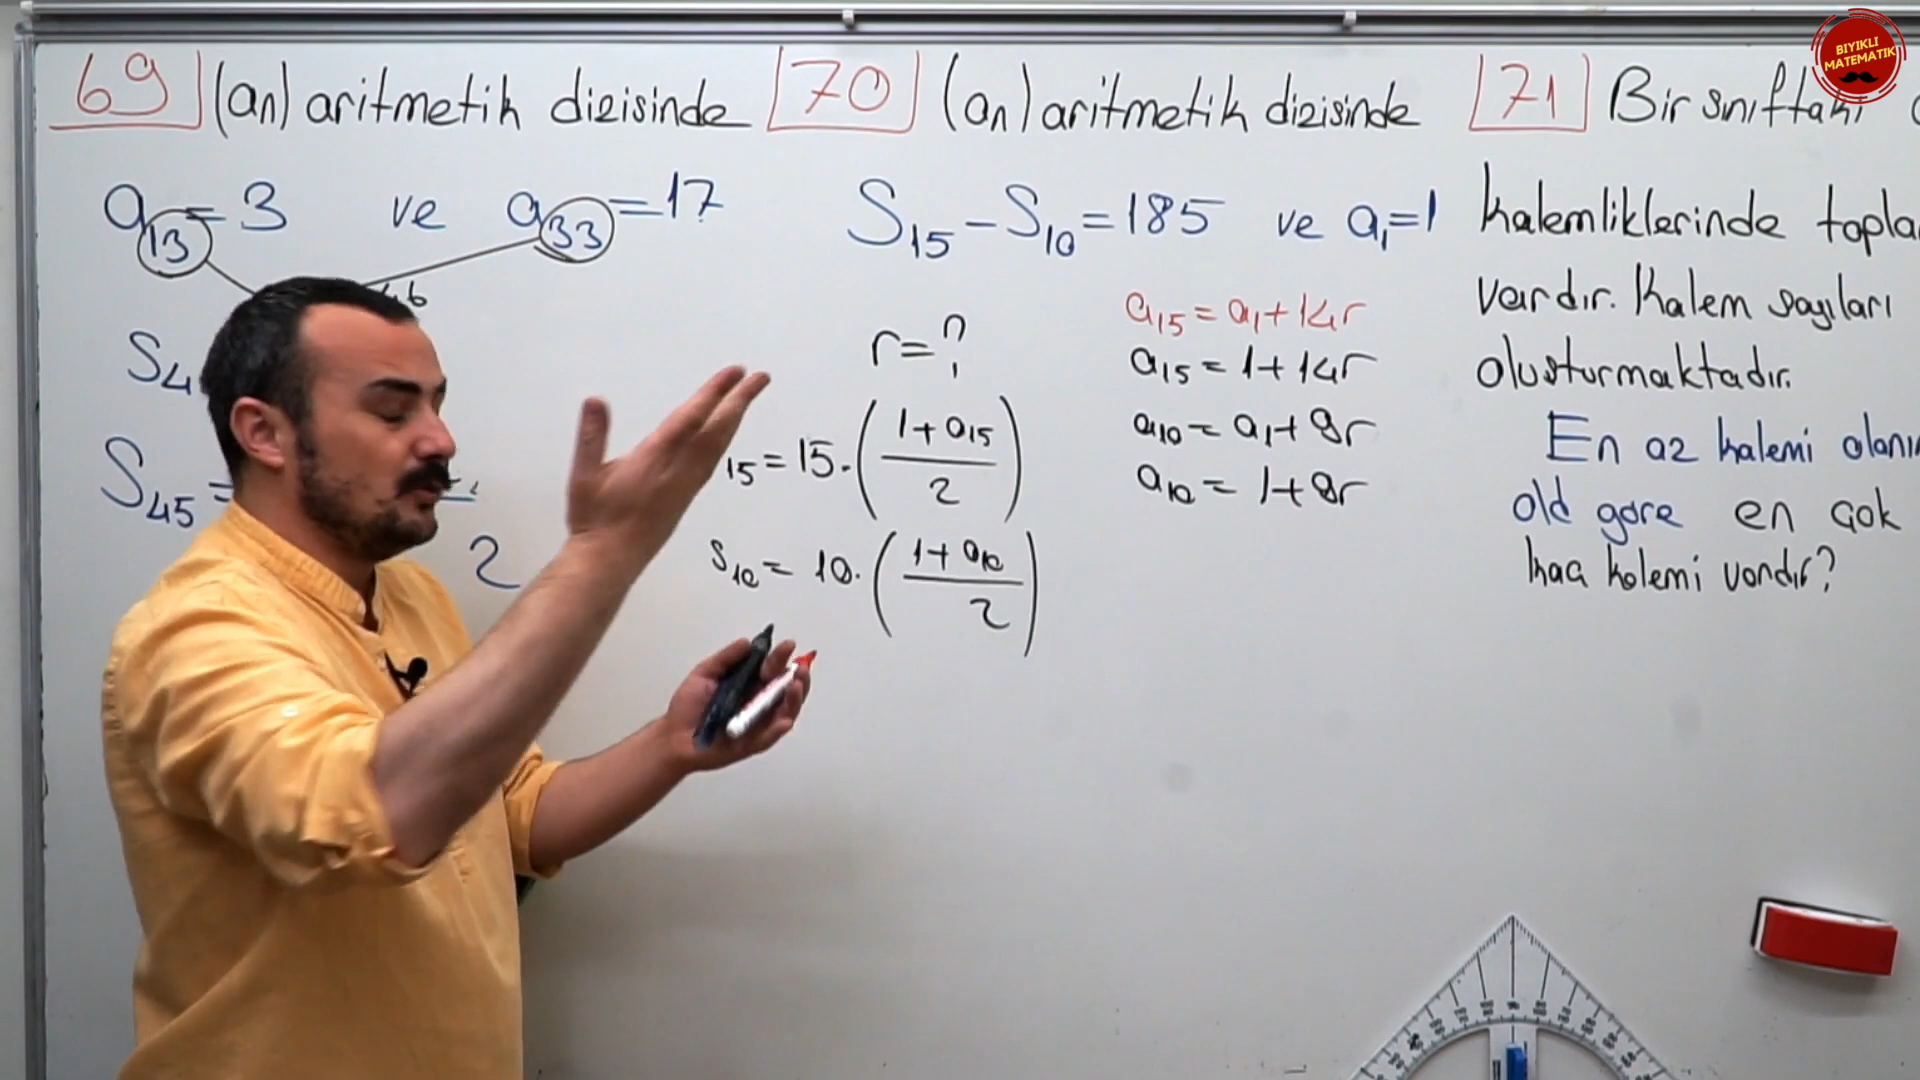 BIYIKLI
MATEMATİK
69 (an) aritmetik dizisinde
a13 = 3 ve a33 = 17
46
S4
S45 =
2
70 (an) aritmetik dizisinde
S15 - S10 = 185 ve a1 = 1
r = ?
15 = 15 . (1 + a15 / 2)
S10 = 10 . (1 + a10 / 2)
a15 = a1 + 14r
a15 = 1 + 14r
a10 = a1 + 9r
a10 = 1 + 9r
71 Bir sınıftaki
kalemliklerinde topla
vardır. Kalem sayıları
oluşturmaktadır.
En az kalemi olanı
old göre en çok
kaç kalemi vardır?